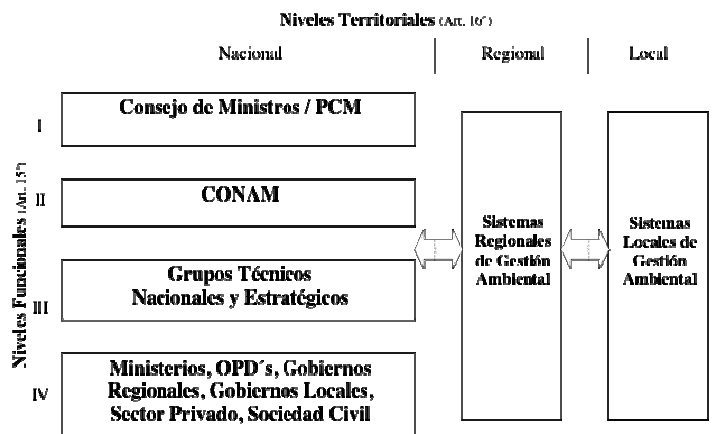 Niveles Territoriales (Art. 16°)
Nacional
Regional
Local
Niveles Funcionales (Art. 15°)
I
Consejo de Ministros / PCM
II
CONAM
III
Grupos Técnicos
Nacionales y Estratégicos
IV
Ministerios, OPD´s, Gobiernos
Regionales, Gobiernos Locales,
Sector Privado, Sociedad Civil
Sistemas
Regionales
de Gestión
Ambiental
Sistemas
Locales de
Gestión
Ambiental